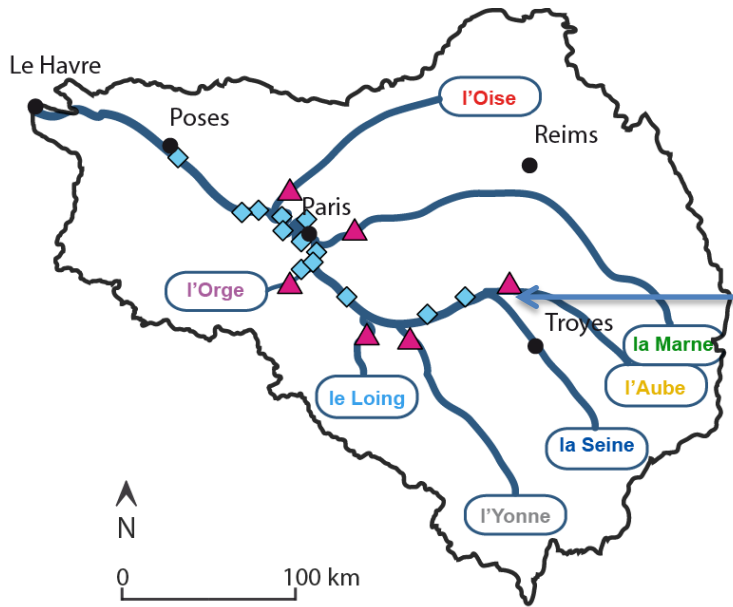 Le Havre
Poses
l'Oise
Reims
Paris
l'Orge
Troyes
la Marne
l'Aube
le Loing
la Seine
l'Yonne
N
0 100 km